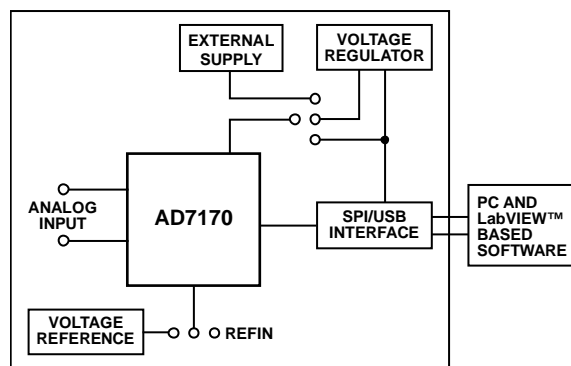 EXTERNAL
SUPPLY
VOLTAGE
REGULATOR
ANALOG
INPUT
AD7170
SPI/USB
INTERFACE
PC AND
LabVIEW™
BASED
SOFTWARE
VOLTAGE
REFERENCE
REFIN